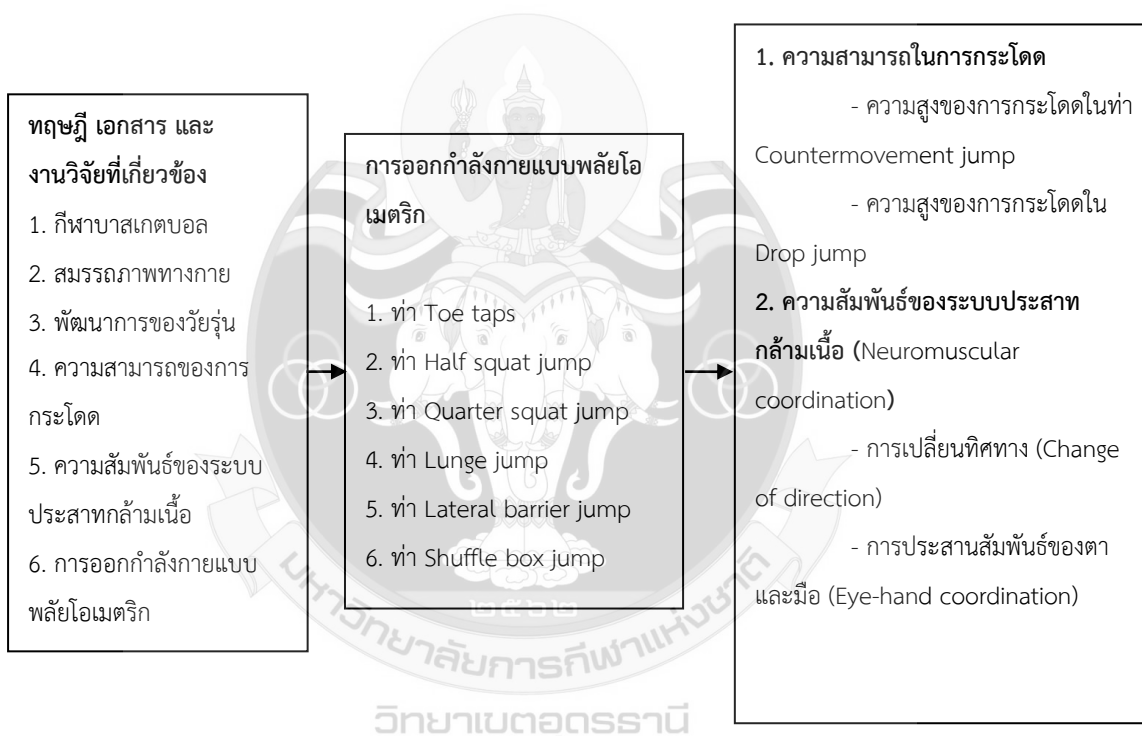 ทฤษฎี เอกสาร และ
งานวิจัยที่เกี่ยวข้อง
1. กีฬาบาสเกตบอล
2. สมรรถภาพทางกาย
3. พัฒนาการของวัยรุ่น
4. ความสามารถของการ
กระโดด
5. ความสัมพันธ์ของระบบ
ประสาทกล้ามเนื้อ
6. การออกกำลังกายแบบ
พลัยโอเมตริก
การออกกำลังกายแบบพลัยโอ
เมตริก
1. ท่า Toe taps
2. ท่า Half squat jump
3. ท่า Quarter squat jump
4. ท่า Lunge jump
5. ท่า Lateral barrier jump
6. ท่า Shuffle box jump
1. ความสามารถในการกระโดด
- ความสูงของการกระโดดในท่า
Countermovement jump
- ความสูงของการกระโดดใน
Drop jump
2. ความสัมพันธ์ของระบบประสาท
กล้ามเนื้อ (Neuromuscular
coordination)
- การเปลี่ยนทิศทาง (Change
of direction)
- การประสานสัมพันธ์ของตา
และมือ (Eye-hand coordination)
๒๕๖๒
มหาวิทยาลัยการกีฬาแห่งชาติ
วิทยาเขตอุดรธานี